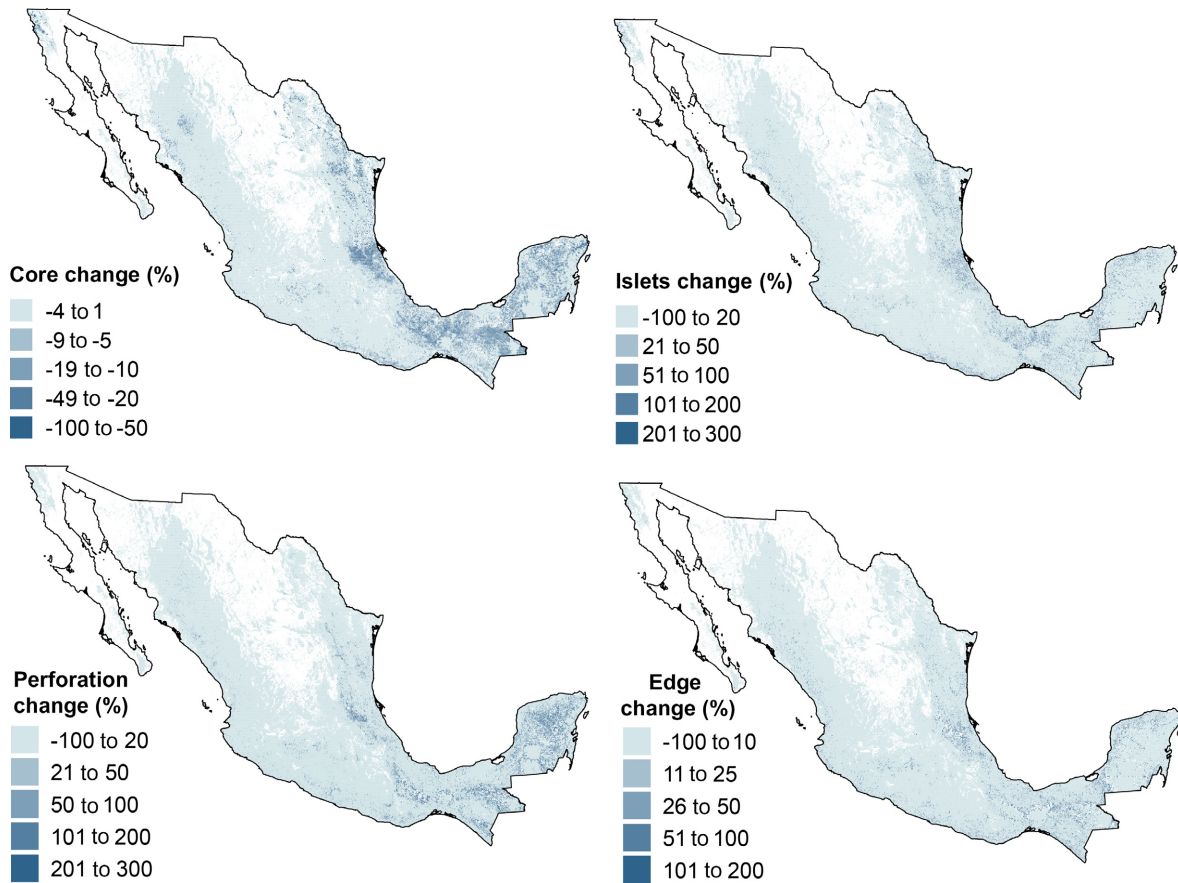 Core change (%)
-4 to 1
-9 to -5
-19 to -10
-49 to -20
-100 to -50
Islets change (%)
-100 to 20
21 to 50
51 to 100
101 to 200
201 to 300
Perforation
change (%)
-100 to 20
21 to 50
50 to 100
101 to 200
201 to 300
Edge
change (%)
-100 to 10
11 to 25
26 to 50
51 to 100
101 to 200